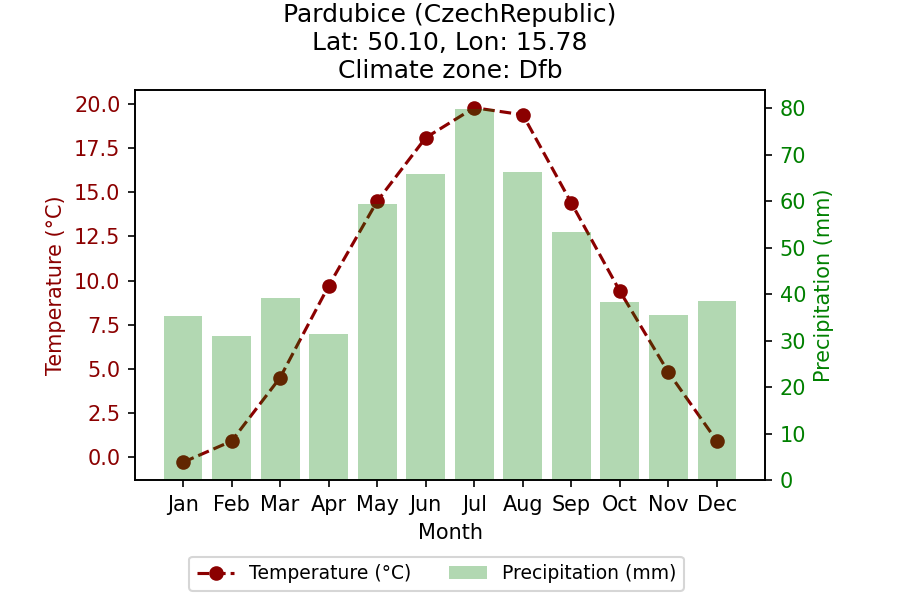 Pardubice (CzechRepublic)
Lat: 50.10, Lon: 15.78
Climate zone: Dfb
Temperature (°C)
20.0
17.5
15.0
12.5
10.0
7.5
5.0
2.5
0.0
80
70
60
50
40
30
20
10
0
Precipitation (mm)
Jan Feb Mar Apr May Jun Jul Aug Sep Oct Nov Dec
Month
Temperature (°C) Precipitation (mm)